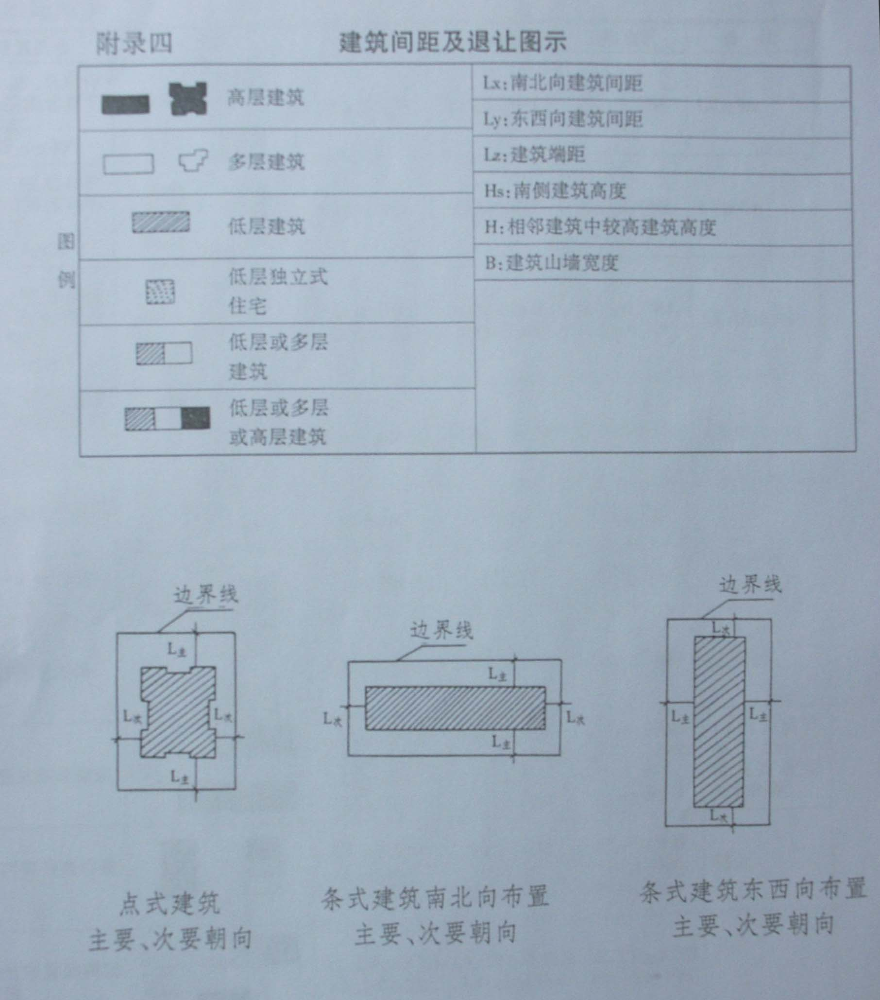 附录四 建筑间距及退让图示
图例
高层建筑
多层建筑
低层建筑
低层独立式
住宅
低层或多层
建筑
低层或多层
或高层建筑
Lx:南北向建筑间距
Ly:东西向建筑间距
Lz:建筑端距
Hs:南侧建筑高度
H:相邻建筑中较高建筑高度
B:建筑山墙宽度
边界线
L主
L次 L次
L主
点式建筑
主要、次要朝向
边界线
L主
L次 L次
L主
条式建筑南北向布置
主要、次要朝向
边界线
L次
L主 L主
L次
条式建筑东西向布置
主要、次要朝向